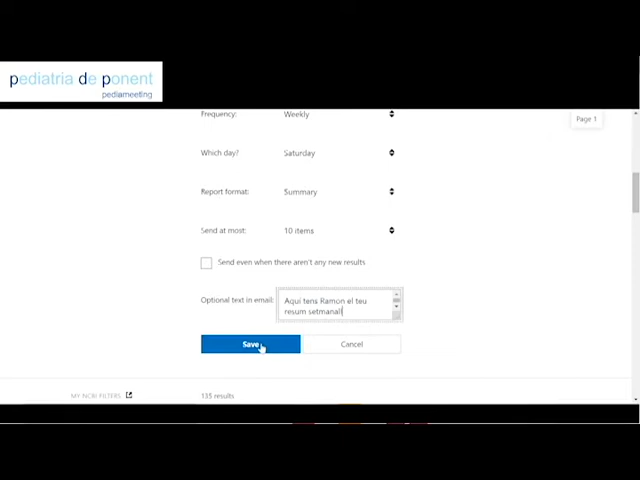 pediatria de ponent
pediameeting
Frequency: Weekly
Page 1
Which day? Saturday
Report format: Summary
Send at most: 10 items
Send even when there aren't any new results
Optional text in email: Aquí tens Ramon el teu
resum setmanal
Save Cancel
MY NCBI FILTERS 135 results